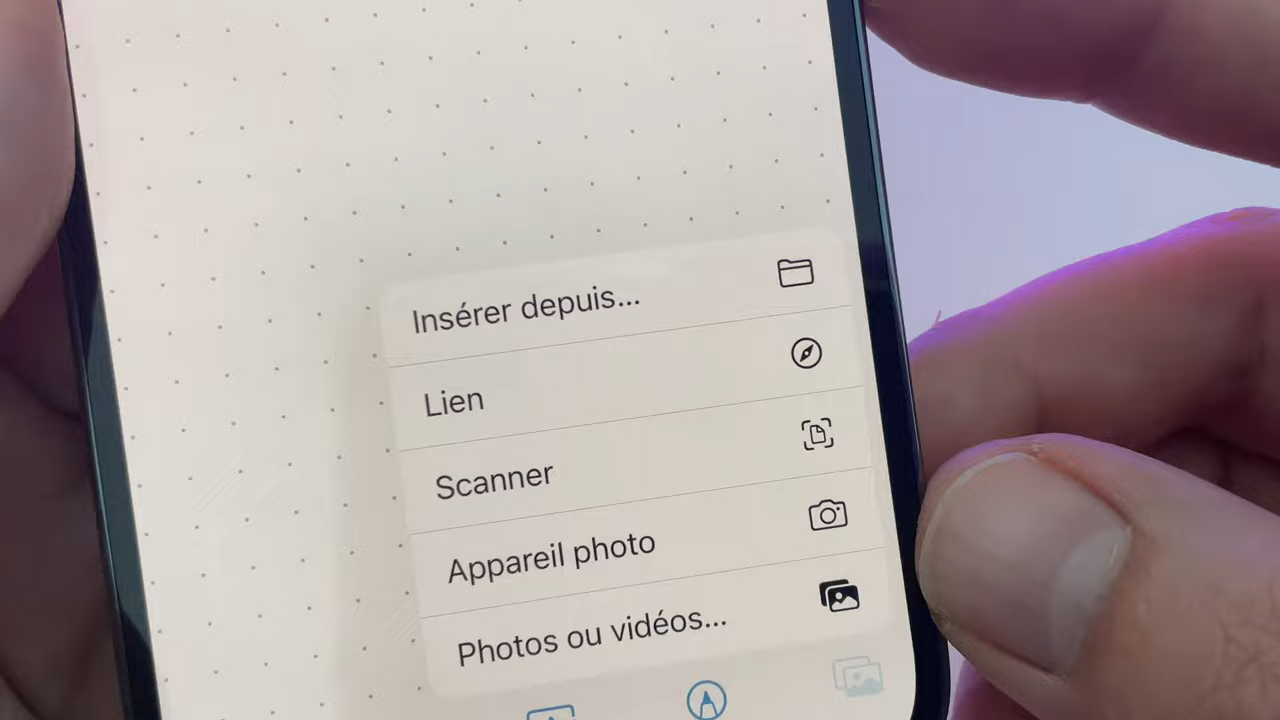 Insérer depuis...
Lien
Scanner
Appareil photo
Photos ou vidéos...